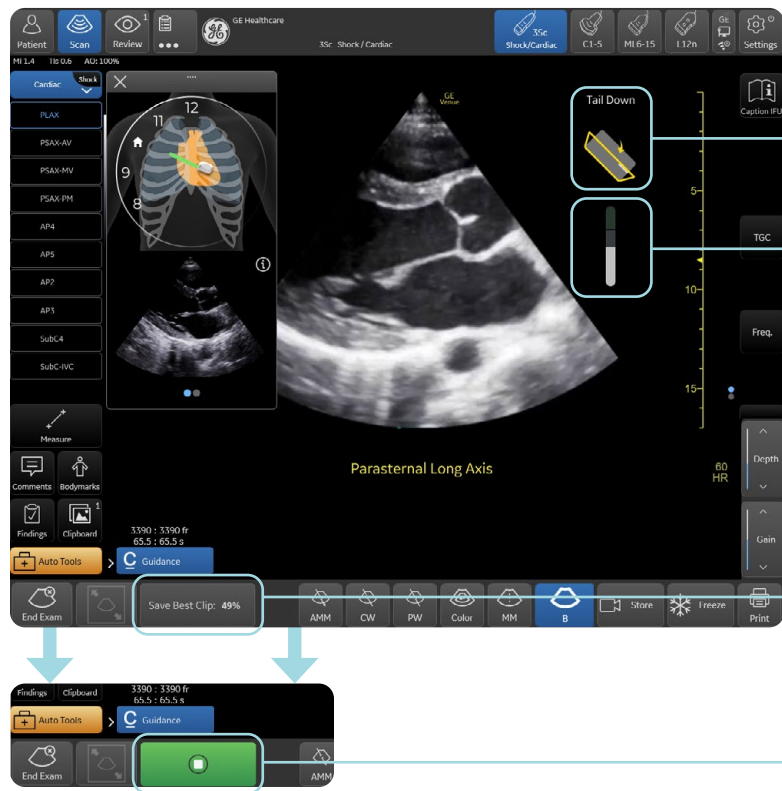 Patient
Scan
Review
1
GE Healthcare
3Sc Shock / Cardiac
3Sc
Shock/Cardiac
C1-5
ML6-15
L12n
GE
Settings
MI 1.4 TIs 0.6 AO: 100%
Cardiac
Shock
PLAX
PSAX-AV
PSAX-MV
PSAX-PM
AP4
AP5
AP2
AP3
SubC4
SubC-IVC
Measure
Comments
Bodymarks
Findings
Clipboard
1
12
11
9
8
GE
Venue
Tail Down
5
10
15
Caption IFU
TGC
Freq.
Depth
Gain
Parasternal Long Axis
60
HR
3390 : 3390 fr
65.5 : 65.5 s
Auto Tools
C Guidance
End Exam
Save Best Clip: 49%
AMM
CW
PW
Color
MM
B
Store
Freeze
Print
Findings
Clipboard
3390 : 3390 fr
65.5 : 65.5 s
Auto Tools
C Guidance
End Exam
AMM